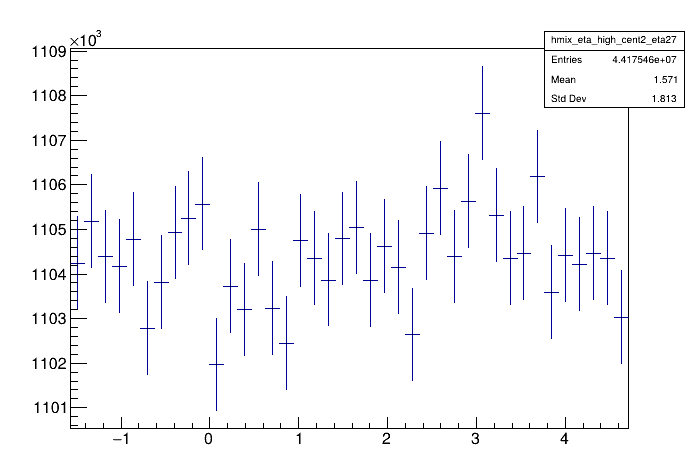 ×10³
hmix_eta_high_cent2_eta27
Entries 4.417546e+07
Mean 1.571
Std Dev 1.813
1109
1108
1107
1106
1105
1104
1103
1102
1101
−1 0 1 2 3 4